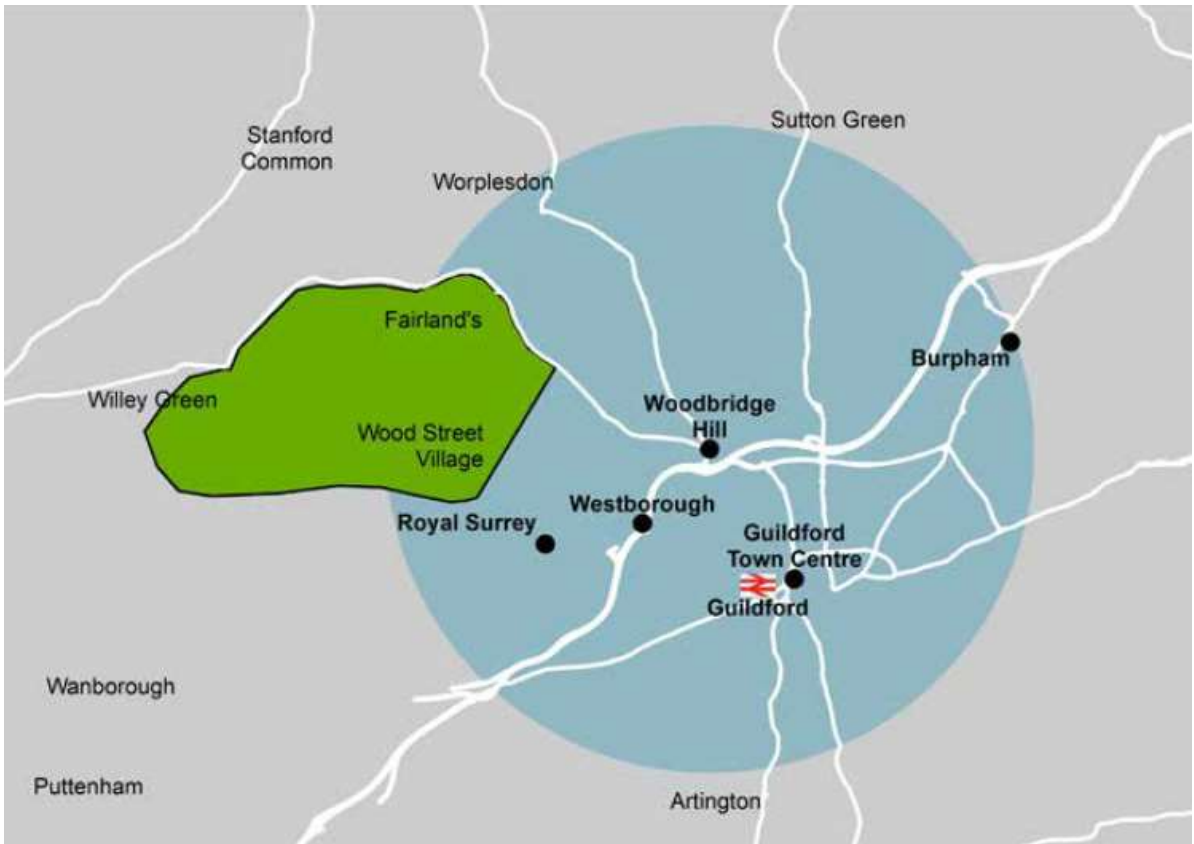 Sutton Green
Stanford
Common
Worplesdon
Fairland's
Burpham
Willey Green
Woodbridge
Hill
Wood Street
Village
Westborough
Royal Surrey
Guildford
Town Centre
Guildford
Wanborough
Puttenham
Artington